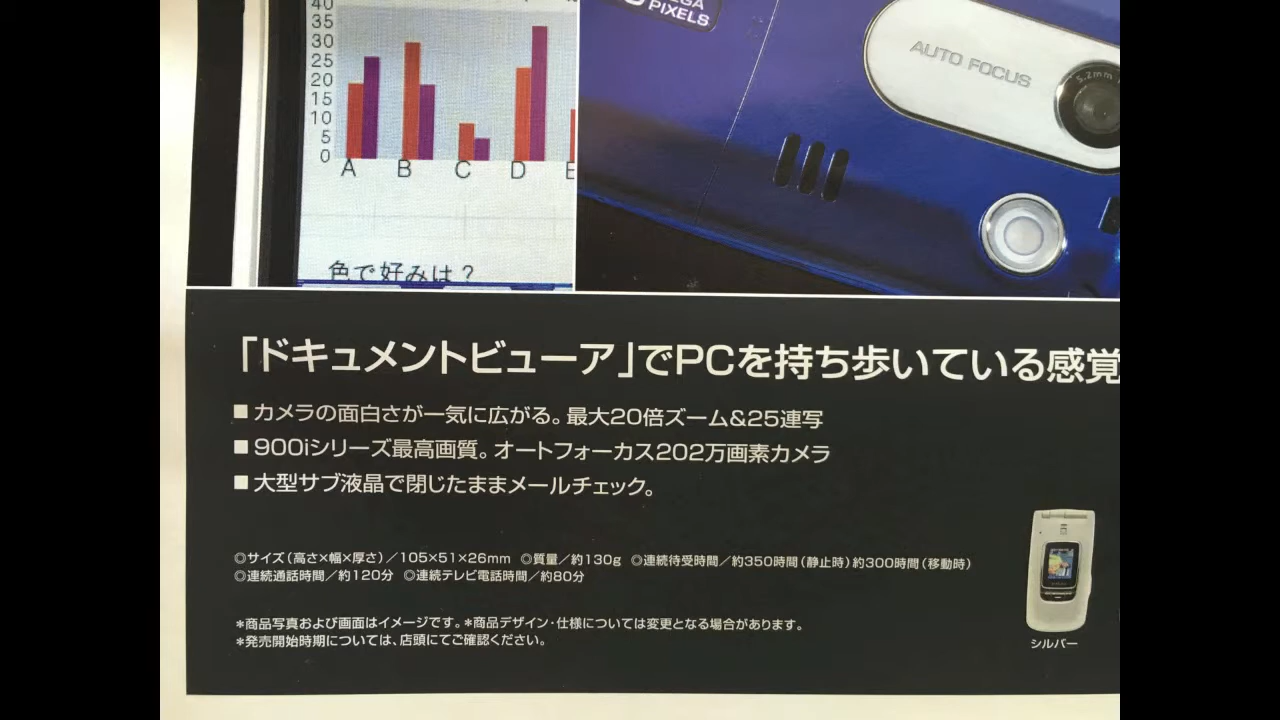 40
35
30
25
20
15
10
5
0
A B C D E
色で好みは？
PIXELS
AUTO FOCUS
5.2mm
「ドキュメントビューア」でPCを持ち歩いている感覚
■カメラの面白さが一気に広がる。最大20倍ズーム&25連写
■900iシリーズ最高画質。オートフォーカス202万画素カメラ
■大型サブ液晶で閉じたままメールチェック。
◎サイズ（高さ×幅×厚さ）／105×51×26mm ◎質量／約130g ◎連続待受時間／約350時間（静止時）約300時間（移動時）
◎連続通話時間／約120分 ◎連続テレビ電話時間／約80分
＊商品写真および画面はイメージです。＊商品デザイン・仕様については変更となる場合があります。
＊発売開始時期については、店頭にてご確認ください。
シルバー